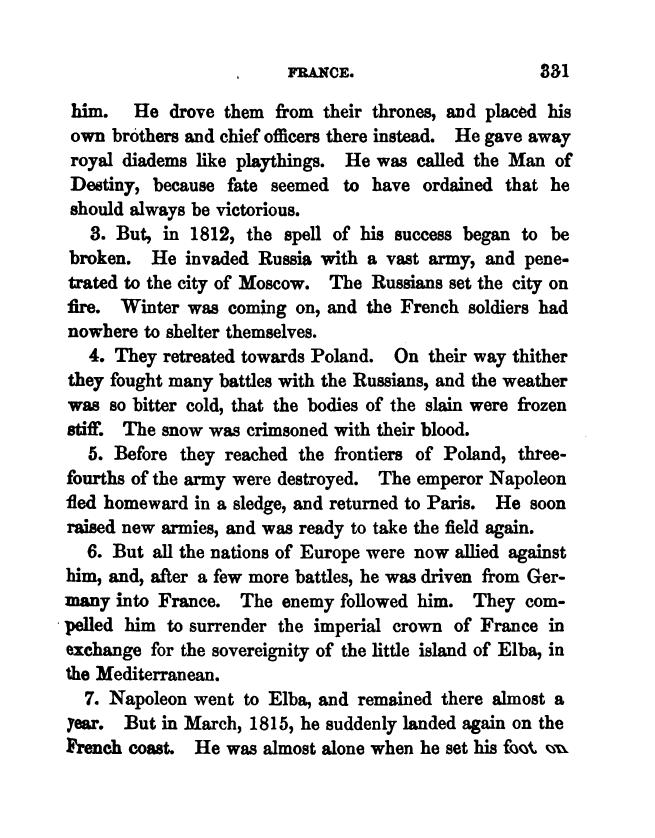 FRANCE. 331
him. He drove them from their thrones, and placed his
own brothers and chief officers there instead. He gave away
royal diadems like playthings. He was called the Man of
Destiny, because fate seemed to have ordained that he
should always be victorious.
3. But, in 1812, the spell of his success began to be
broken. He invaded Russia with a vast army, and pene-
trated to the city of Moscow. The Russians set the city on
fire. Winter was coming on, and the French soldiers had
nowhere to shelter themselves.
4. They retreated towards Poland. On their way thither
they fought many battles with the Russians, and the weather
was so bitter cold, that the bodies of the slain were frozen
stiff. The snow was crimsoned with their blood.
5. Before they reached the frontiers of Poland, three-
fourths of the army were destroyed. The emperor Napoleon
fled homeward in a sledge, and returned to Paris. He soon
raised new armies, and was ready to take the field again.
6. But all the nations of Europe were now allied against
him, and, after a few more battles, he was driven from Ger-
many into France. The enemy followed him. They com-
pelled him to surrender the imperial crown of France in
exchange for the sovereignty of the little island of Elba, in
the Mediterranean.
7. Napoleon went to Elba, and remained there almost a
year. But in March, 1815, he suddenly landed again on the
French coast. He was almost alone when he set his foot on